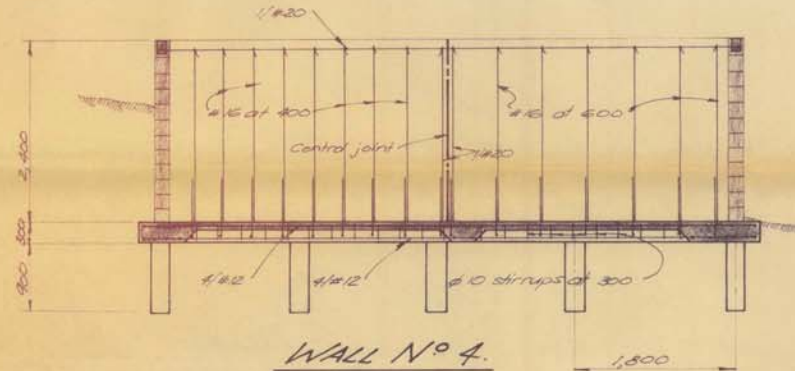 1/#20
#16 at 400
#16 at 600
Control joint
1/#20
2,400
300
900
4/#12
4/#12
φ10 stirrups at 300
WALL Nº 4.
1,800